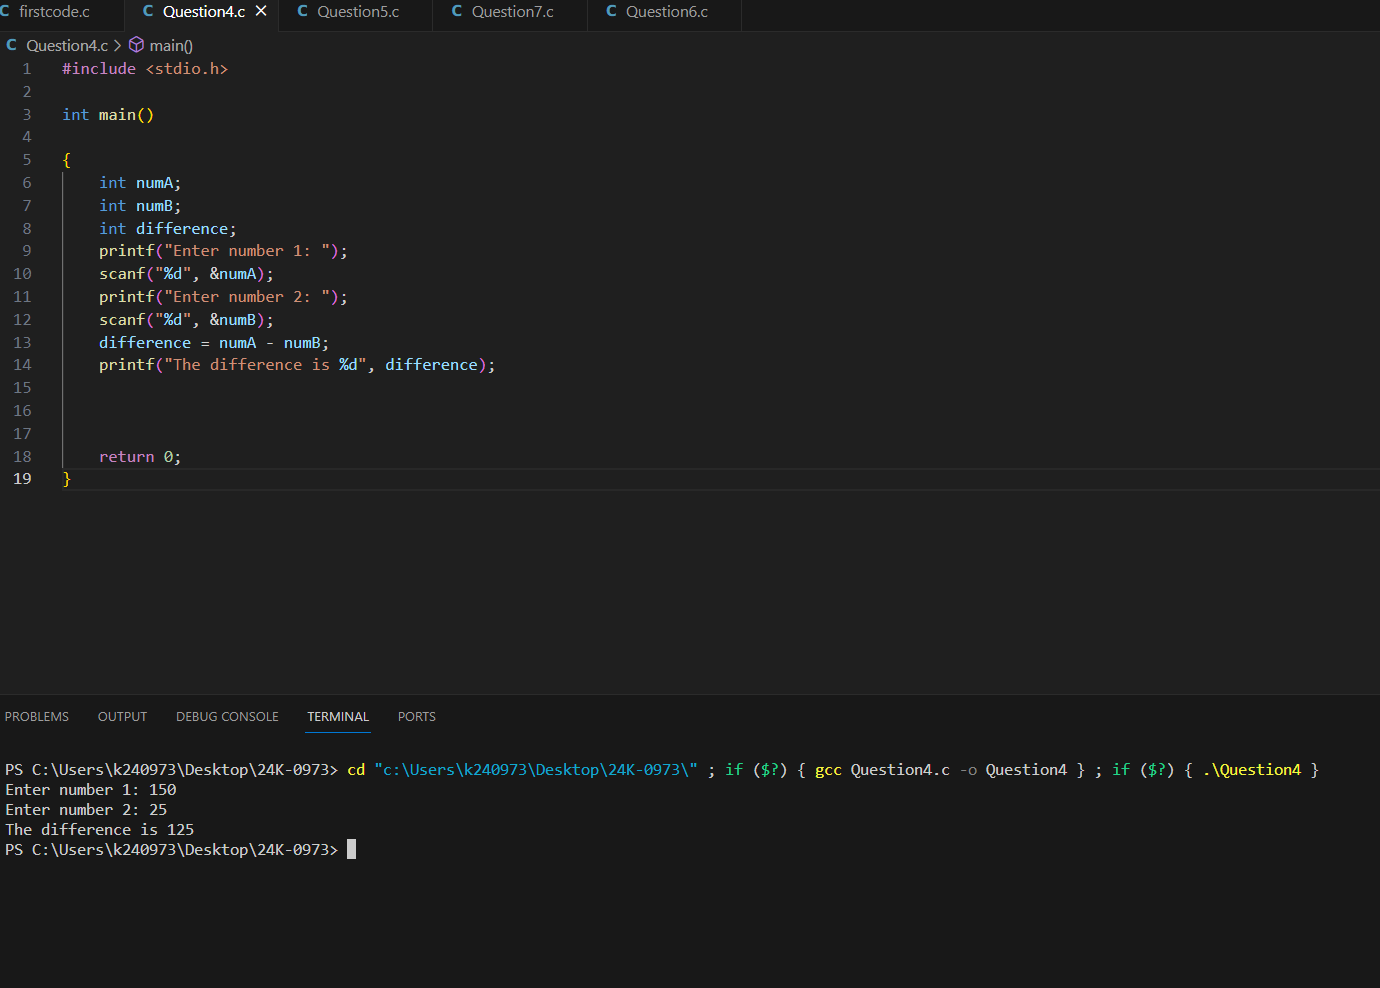 firstcode.c Question4.c Question5.c Question7.c Question6.c
Question4.c > main()
1 #include <stdio.h>
2
3 int main()
4
5 {
6 int numA;
7 int numB;
8 int difference;
9 printf("Enter number 1: ");
10 scanf("%d", &numA);
11 printf("Enter number 2: ");
12 scanf("%d", &numB);
13 difference = numA - numB;
14 printf("The difference is %d", difference);
15
16
17
18 return 0;
19 }
PROBLEMS OUTPUT DEBUG CONSOLE TERMINAL PORTS
PS C:\Users\k240973\Desktop\24K-0973> cd "c:\Users\k240973\Desktop\24K-0973\" ; if ($?) { gcc Question4.c -o Question4 } ; if ($?) { .\Question4 }
Enter number 1: 150
Enter number 2: 25
The difference is 125
PS C:\Users\k240973\Desktop\24K-0973>